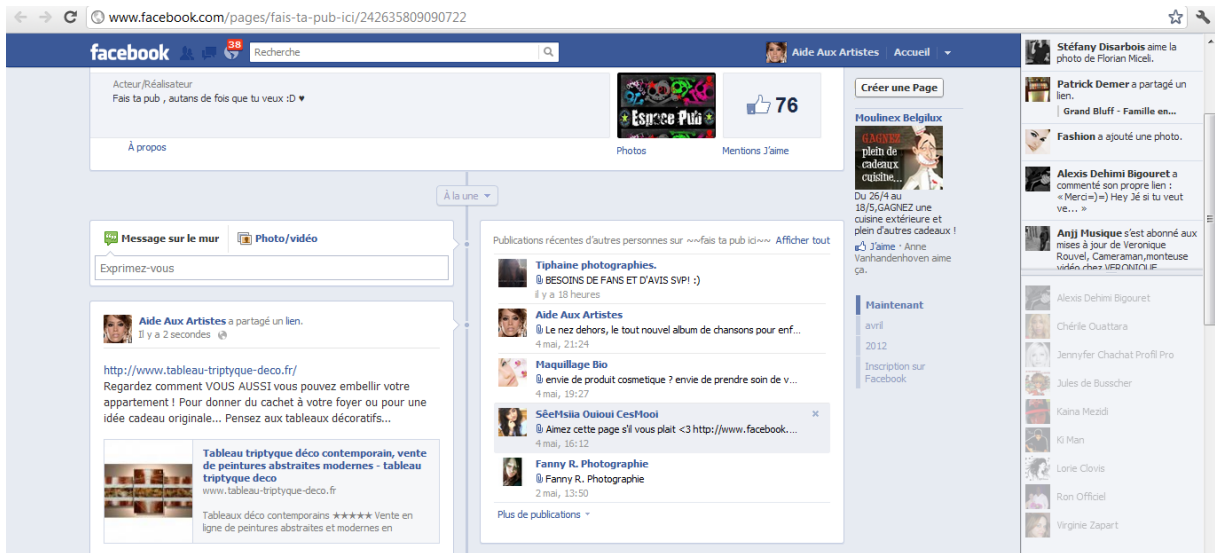 www.facebook.com/pages/fais-ta-pub-ici/242635809090722
facebook
38
Recherche
Aide Aux Artistes
Accueil
Acteur/Réalisateur
Fais ta pub , autans de fois que tu veux :D ♥
À propos
Espace Pub
Photos
76
Mentions J'aime
À la une
Message sur le mur
Photo/vidéo
Exprimez-vous
Aide Aux Artistes a partagé un lien.
Il y a 2 secondes
http://www.tableau-triptyque-deco.fr/
Regardez comment VOUS AUSSI vous pouvez embellir votre
appartement ! Pour donner du cachet à votre foyer ou pour une
idée cadeau originale... Pensez aux tableaux décoratifs...
Tableau triptyque déco contemporain, vente
de peintures abstraites modernes - tableau
triptyque deco
www.tableau-triptyque-deco.fr
Tableaux déco contemporains ★★★★★ Vente en
ligne de peintures abstraites et modernes en
Publications récentes d'autres personnes sur ~~fais ta pub ici~~ Afficher tout
Tiphaine photographies.
BESOINS DE FANS ET D'AVIS SVP! :)
il y a 18 heures
Aide Aux Artistes
Le nez dehors, le tout nouvel album de chansons pour enf...
4 mai, 21:24
Maquillage Bio
envie de produit cosmetique ? envie de prendre soin de v...
4 mai, 19:27
SêeMsiia Ouioui CesMooi
Aimez cette page s'il vous plait <3 http://www.facebook....
4 mai, 16:12
Fanny R. Photographie
Fanny R. Photographie
2 mai, 13:50
Plus de publications
Créer une Page
Moulinex Belgilux
GAGNEZ
plein de
cadeaux
cuisine...
Du 26/4 au
18/5,GAGNEZ une
cuisine extérieure et
plein d'autres cadeaux !
J'aime · Anne
Vanhandenhoven aime
ça.
Maintenant
avril
2012
Inscription sur
Facebook
Stéfany Disarbois aime la
photo de Florian Miceli.
Patrick Demer a partagé un
lien.
Grand Bluff - Famille en...
Fashion a ajouté une photo.
Alexis Dehimi Bigouret a
commenté son propre lien :
« Merci=)=) Hey Jé si tu veut
ve... »
Anjj Musique s'est abonné aux
mises à jour de Veronique
Rouvel, Cameraman,monteuse
vidéo chez VERONIQUE
Alexis Dehimi Bigouret
Chérile Ouattara
Jennyfer Chachat Profil Pro
Jules de Busscher
Kaina Mezidi
Ki Man
Lorie Clovis
Ron Officiel
Virginie Zapart